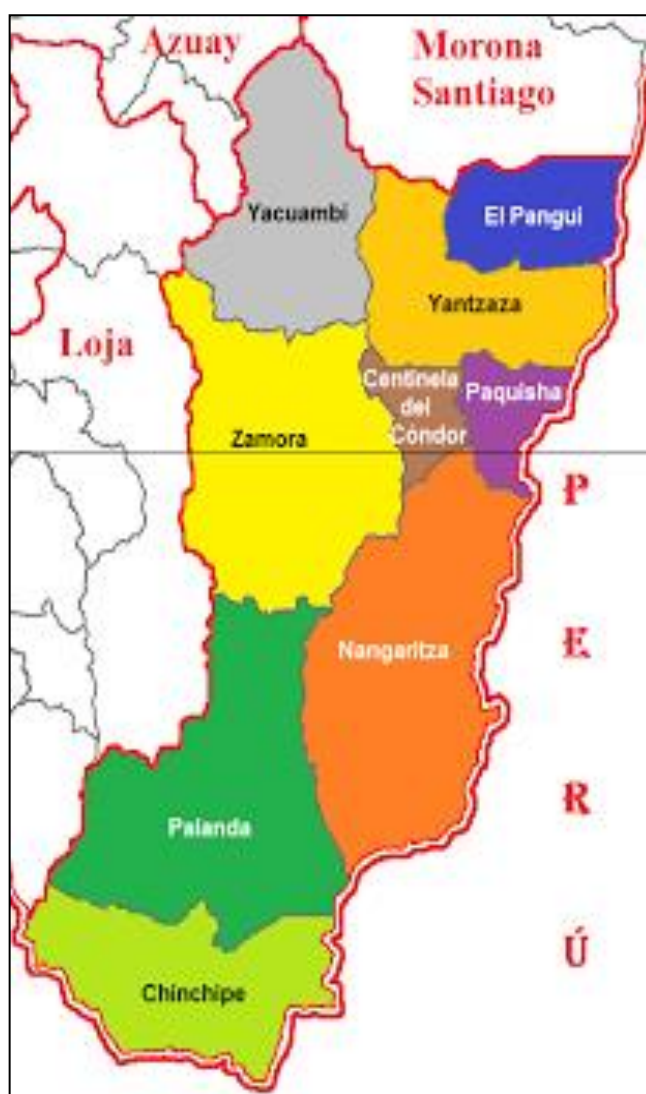 Azuay
Morona
Santiago
Yacuambi
El Pangui
Yantzaza
Loja
Centinela
del
Cóndor
Paquisha
Zamora
P
E
R
Ú
Nangaritza
Palanda
Chinchipe